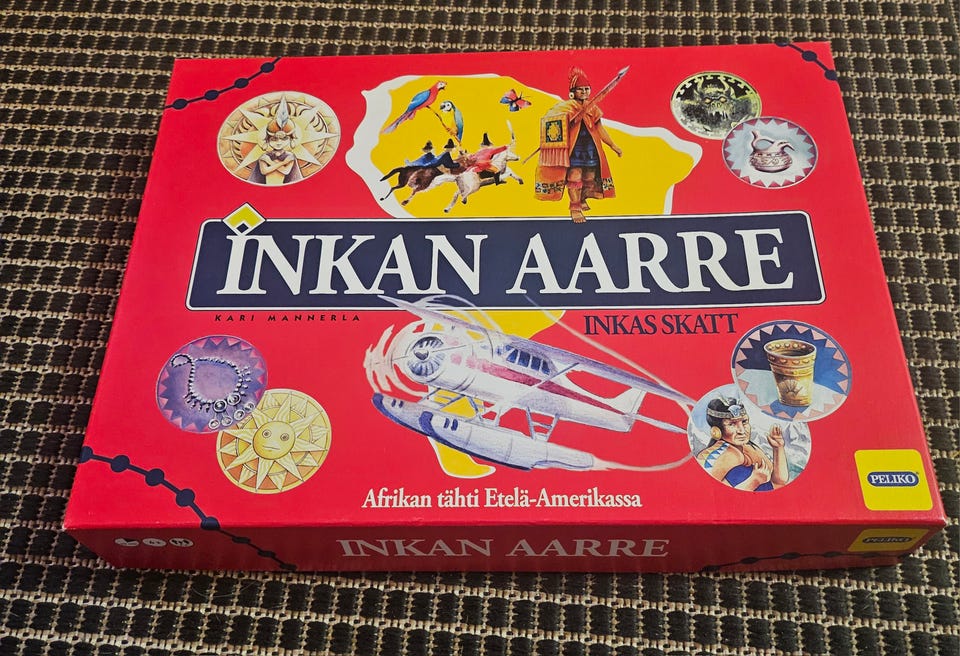 INKAN AARRE
KARI MANNERLA
INKAS SKATT
PELIKO
Afrikan tähti Etelä-Amerikassa
INKAN AARRE
PELIKO